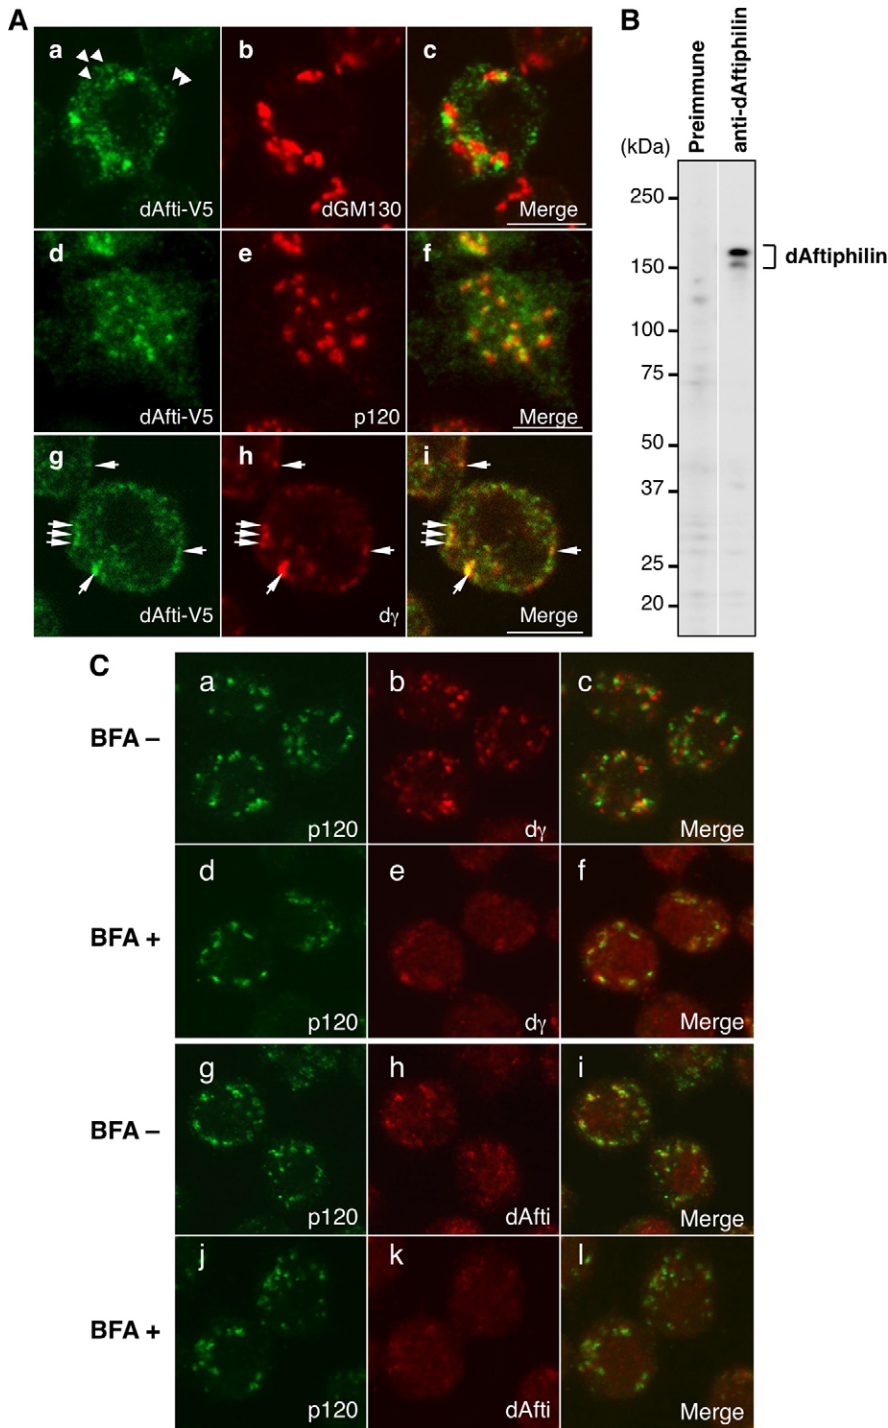 A
a
b
c
dAfti-V5
dGM130
Merge
d
e
f
dAfti-V5
p120
Merge
g
h
i
dAfti-V5
dγ
Merge
B
Preimmune
anti-dAftiphilin
(kDa)
250
150
100
75
50
37
25
20
dAftiphilin
C
BFA –
a
b
c
p120
dγ
Merge
BFA +
d
e
f
p120
dγ
Merge
BFA –
g
h
i
p120
dAfti
Merge
BFA +
j
k
l
p120
dAfti
Merge